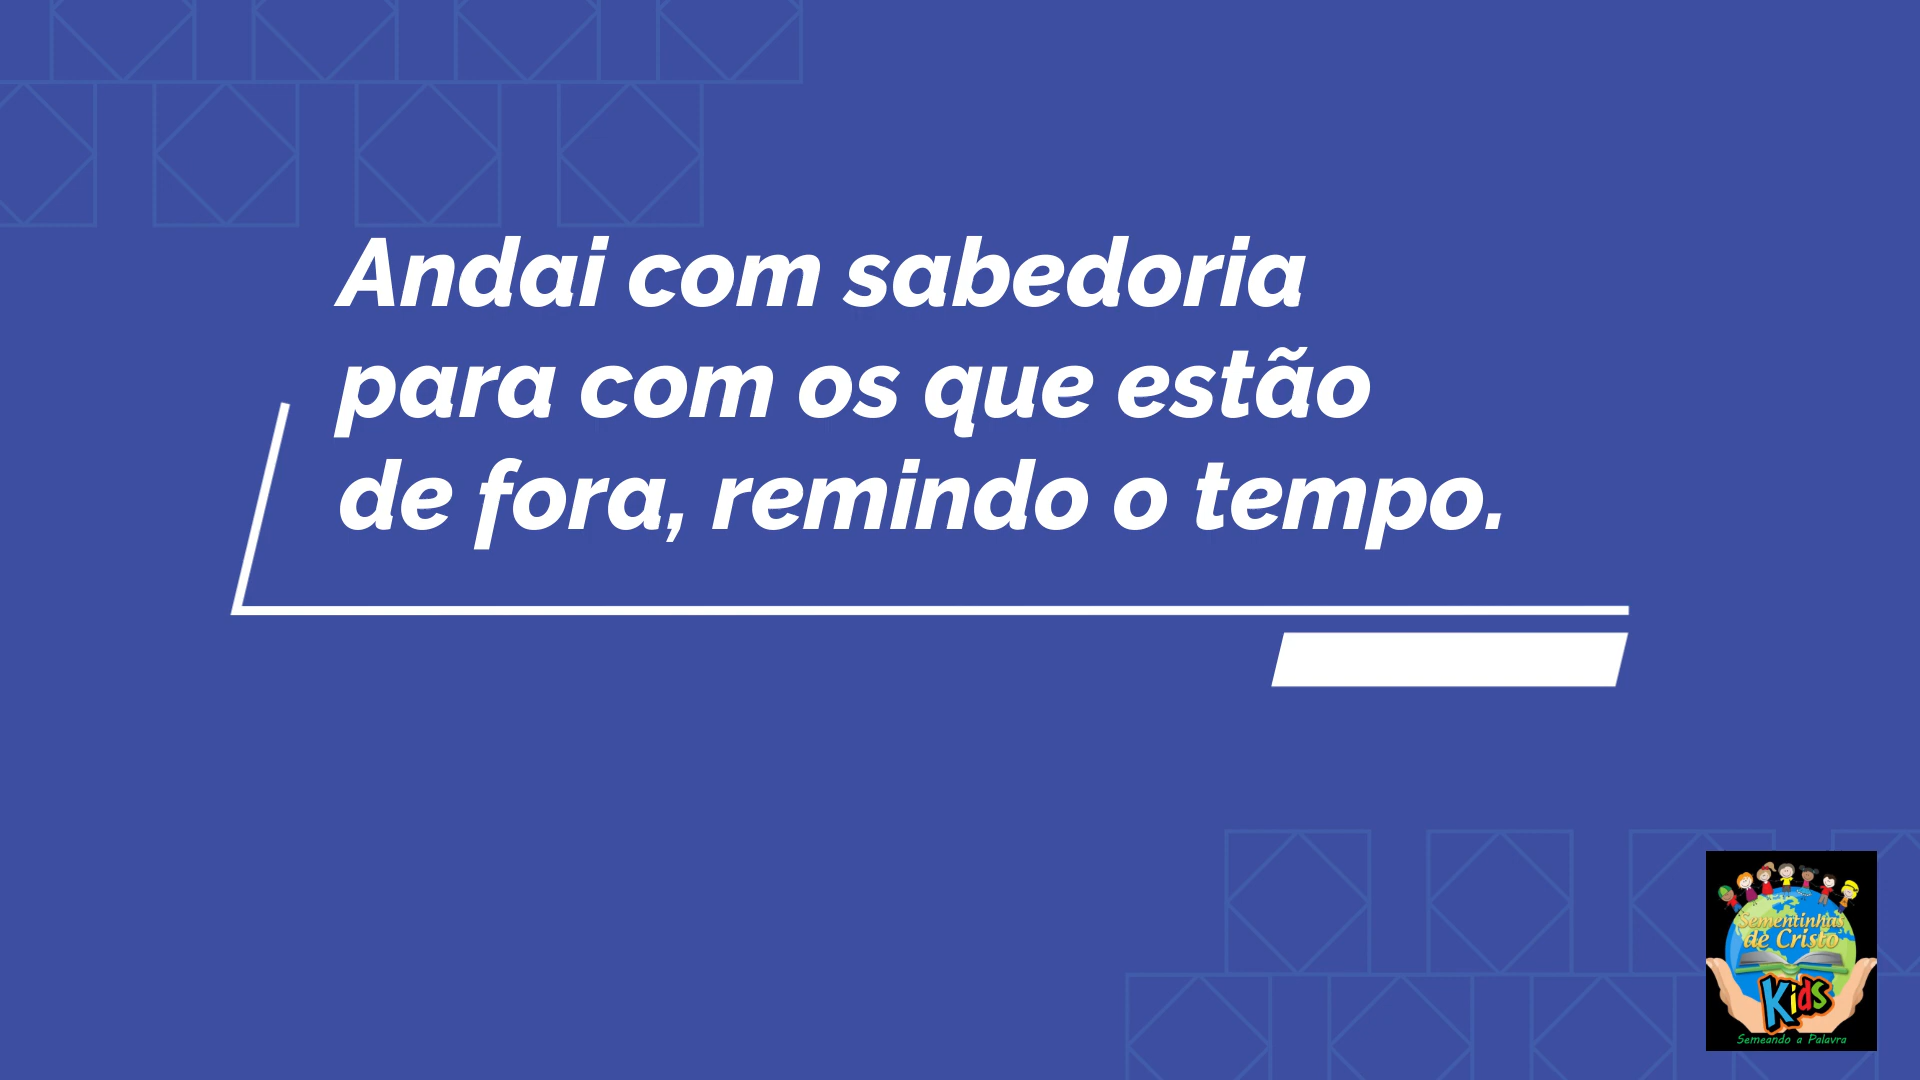 Andai com sabedoria
para com os que estão
de fora, remindo o tempo.
Sementinhas
de Cristo
Kids
Semeando a Palavra